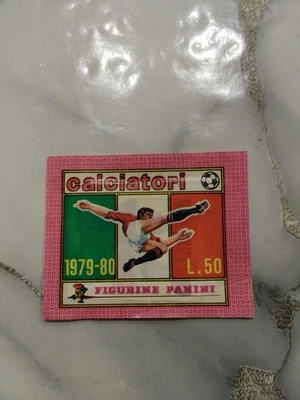 calciatori
1979-80
L.50
FIGURINE PANINI